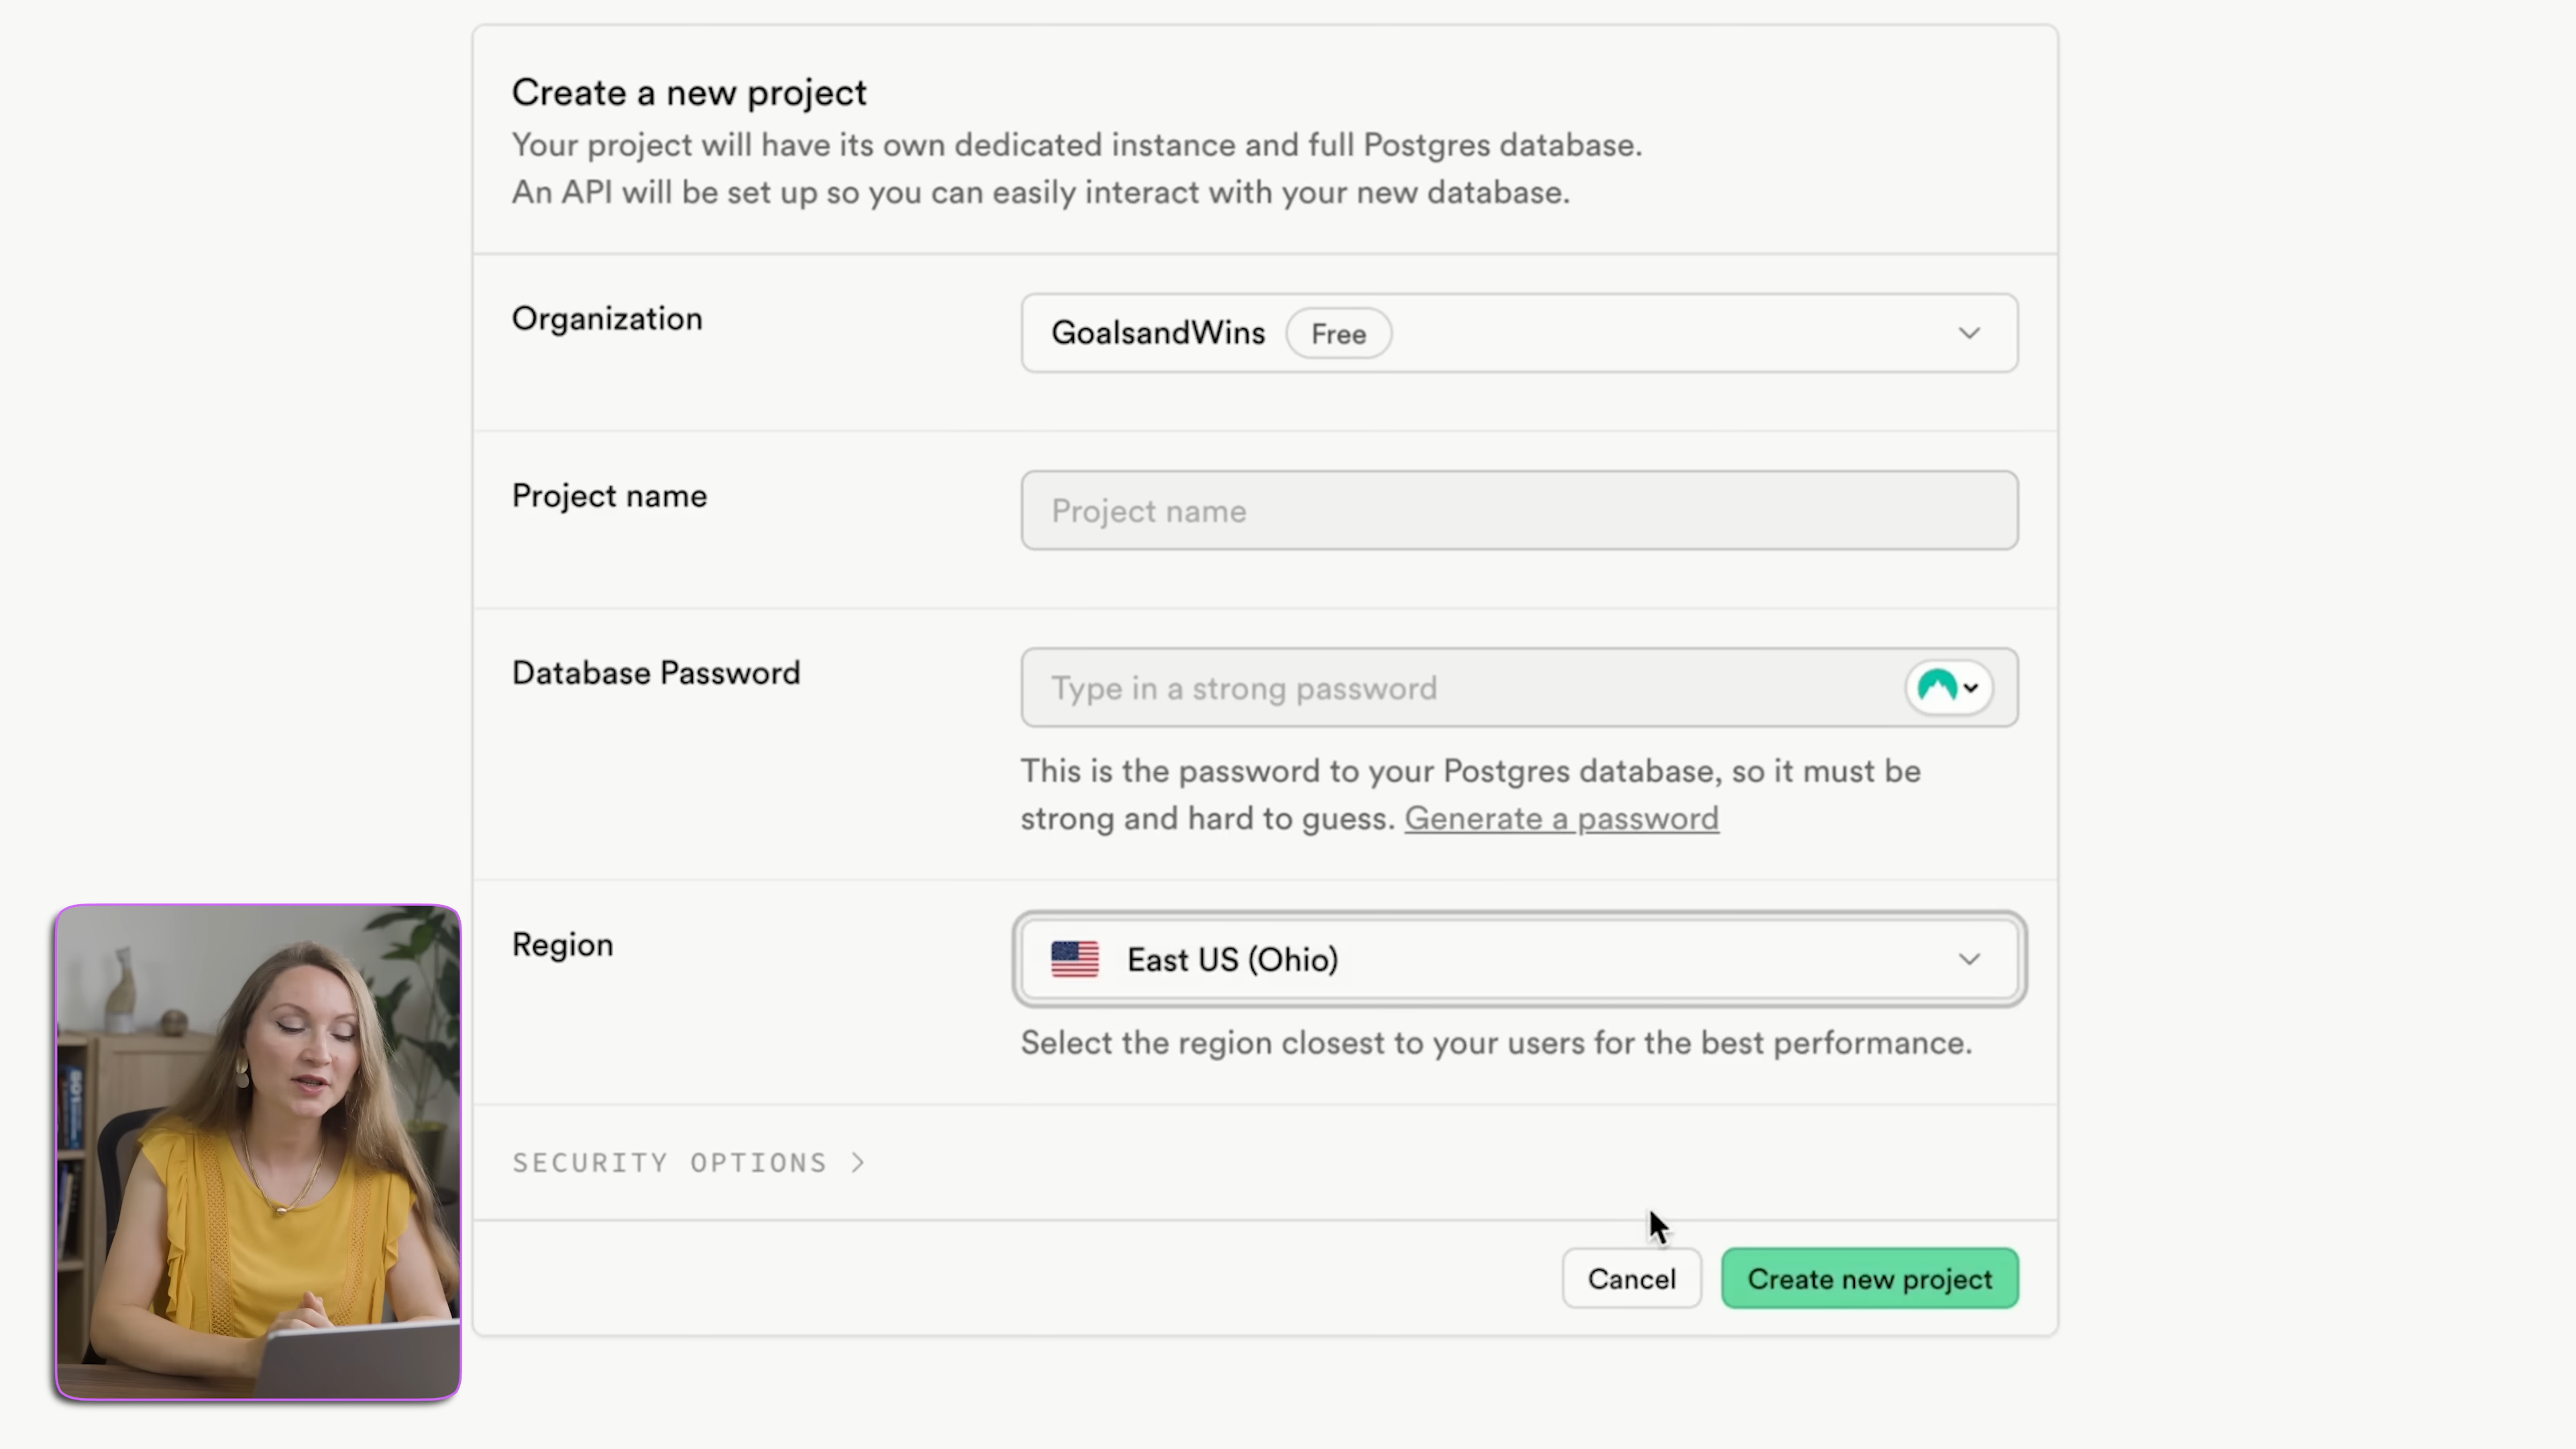 Create a new project
Your project will have its own dedicated instance and full Postgres database.
An API will be set up so you can easily interact with your new database.
Organization
GoalsandWins Free
Project name
Project name
Database Password
Type in a strong password
This is the password to your Postgres database, so it must be
strong and hard to guess. Generate a password
Region
East US (Ohio)
Select the region closest to your users for the best performance.
SECURITY OPTIONS
Cancel
Create new project